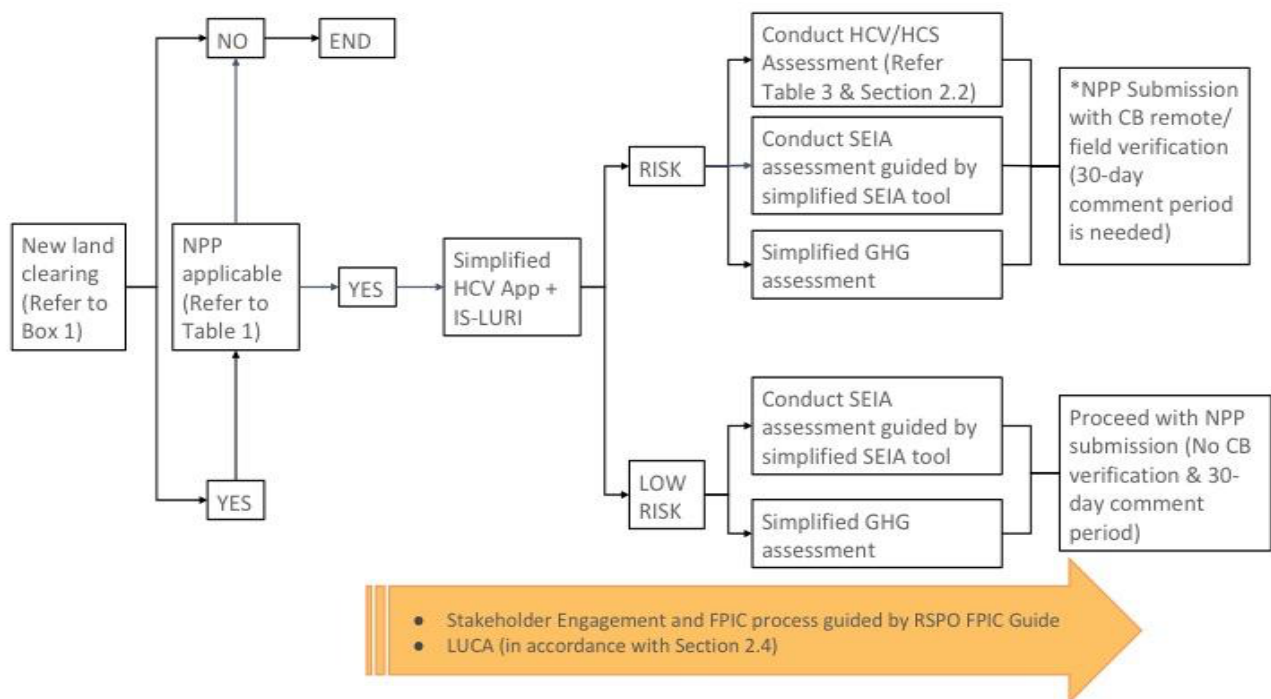 NO
END
New land
clearing
(Refer to
Box 1)
NPP
applicable
(Refer to
Table 1)
YES
YES
Simplified
HCV App +
IS-LURI
RISK
Conduct HCV/HCS
Assessment (Refer
Table 3 & Section 2.2)
Conduct SEIA
assessment guided by
simplified SEIA tool
Simplified GHG
assessment
*NPP Submission
with CB remote/
field verification
(30-day
comment period
is needed)
LOW
RISK
Conduct SEIA
assessment guided by
simplified SEIA tool
Simplified GHG
assessment
Proceed with NPP
submission (No CB
verification & 30-
day comment
period)
● Stakeholder Engagement and FPIC process guided by RSPO FPIC Guide
● LUCA (in accordance with Section 2.4)